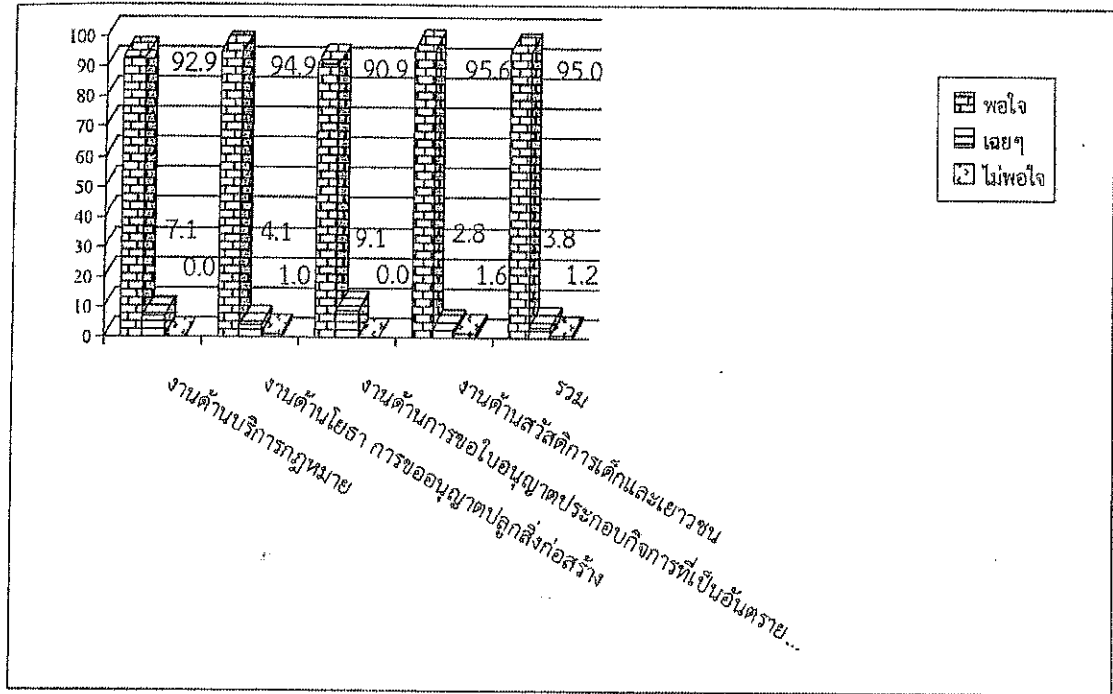 100
90
80
70
60
50
40
30
20
10
0
92.9 94.9 90.9 95.6 95.0
7.1 4.1 9.1 2.8 3.8
0.0 1.0 0.0 1.6 1.2
งานด้านบริการกฎหมาย
งานด้านโยธา การขออนุญาตปลูกสิ่งก่อสร้าง
งานด้านการขอใบอนุญาตประกอบกิจการที่เป็นอันตราย...
งานด้านสวัสดิการเด็กและเยาวชน
รวม
พอใจ
เฉยๆ
ไม่พอใจ